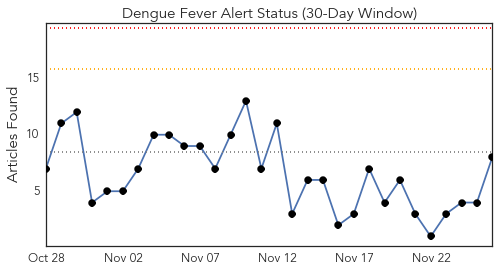 Dengue Fever Alert Status (30-Day Window)
Articles Found
15
10
5
Oct 28 Nov 02 Nov 07 Nov 12 Nov 17 Nov 22